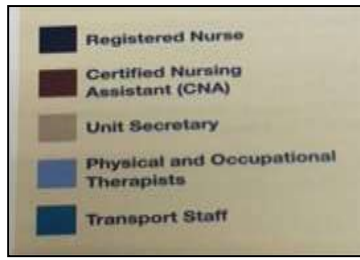 Registered Nurse
Certified Nursing
Assistant (CNA)
Unit Secretary
Physical and Occupational
Therapists
Transport Staff